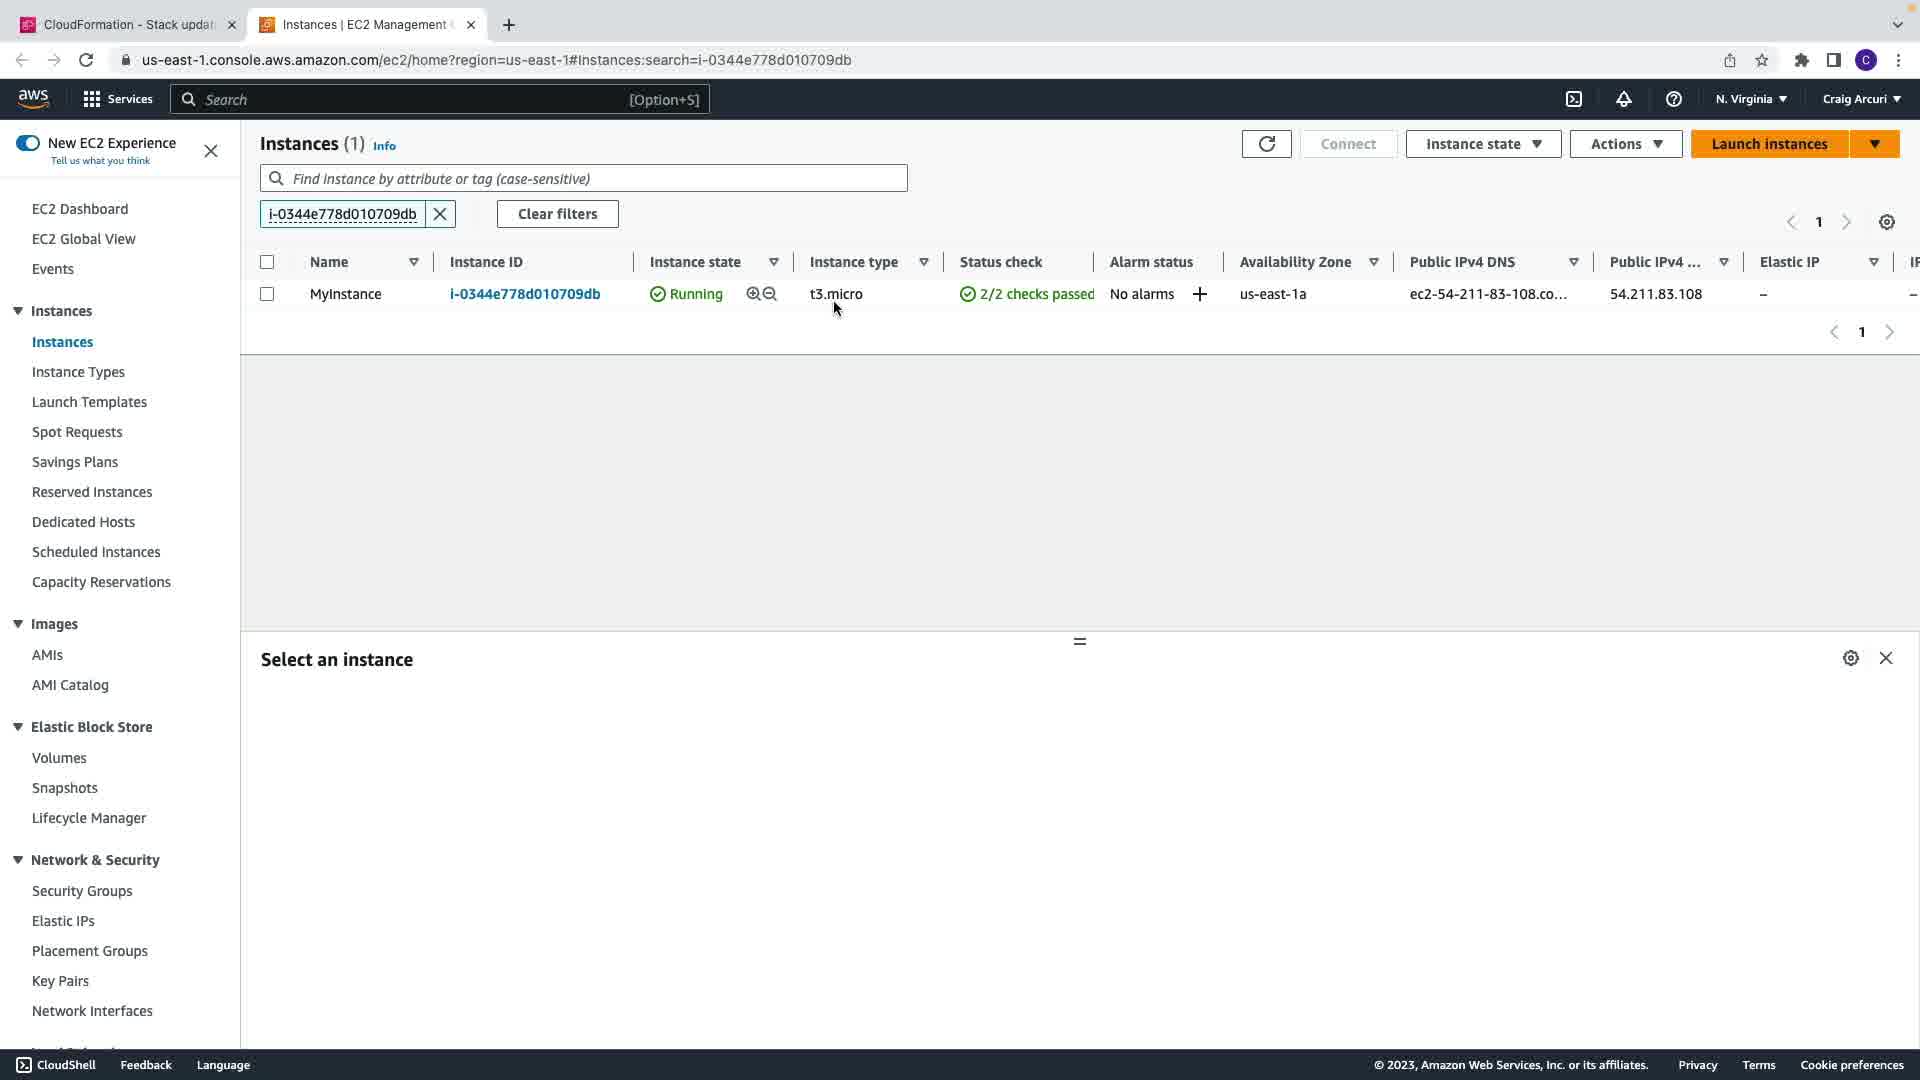 CloudFormation - Stack updat
Instances | EC2 Management
us-east-1.console.aws.amazon.com/ec2/home?region=us-east-1#Instances:search=i-0344e778d010709db
C
aws
Services
Search
[Option+S]
N. Virginia
Craig Arcuri
New EC2 Experience
Tell us what you think
EC2 Dashboard
EC2 Global View
Events
Instances
Instances
Instance Types
Launch Templates
Spot Requests
Savings Plans
Reserved Instances
Dedicated Hosts
Scheduled Instances
Capacity Reservations
Images
AMIs
AMI Catalog
Elastic Block Store
Volumes
Snapshots
Lifecycle Manager
Network & Security
Security Groups
Elastic IPs
Placement Groups
Key Pairs
Network Interfaces
Instances (1) Info
Connect
Instance state
Actions
Launch instances
Find instance by attribute or tag (case-sensitive)
i-0344e778d010709db
Clear filters
1
Name Instance ID Instance state Instance type Status check Alarm status Availability Zone Public IPv4 DNS Public IPv4 ... Elastic IP
MyInstance i-0344e778d010709db Running t3.micro 2/2 checks passed No alarms + us-east-1a ec2-54-211-83-108.co... 54.211.83.108 – –
1
Select an instance
CloudShell Feedback Language
© 2023, Amazon Web Services, Inc. or its affiliates. Privacy Terms Cookie preferences